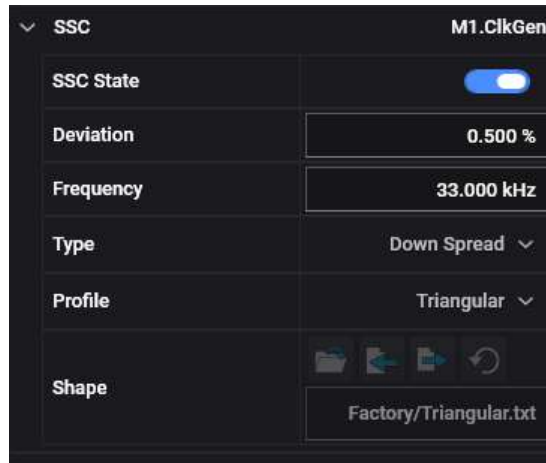 SSC M1.ClkGen
SSC State
Deviation 0.500 %
Frequency 33.000 kHz
Type Down Spread
Profile Triangular
Shape
Factory/Triangular.txt